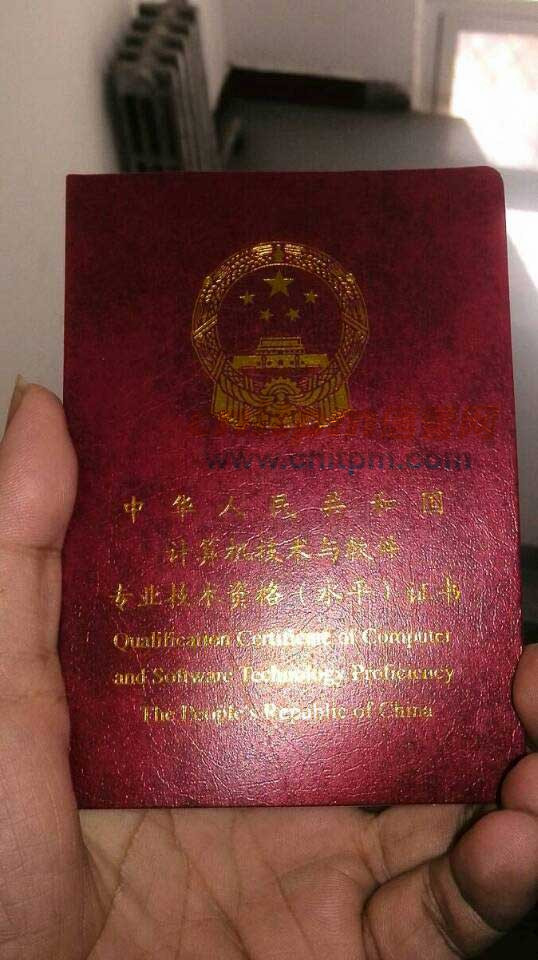 www.cnitpm.com
中华人民共和国
计算机技术与软件
专业技术资格（水平）证书
Qualification Certificate of Computer
and Software Technology Proficiency
The People's Republic of China